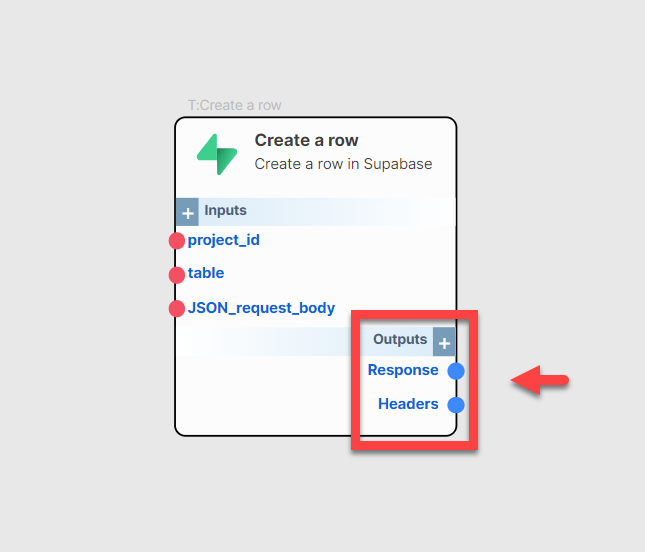 T:Create a row
Create a row
Create a row in Supabase
+ Inputs
project_id
table
JSON_request_body
Outputs +
Response
Headers